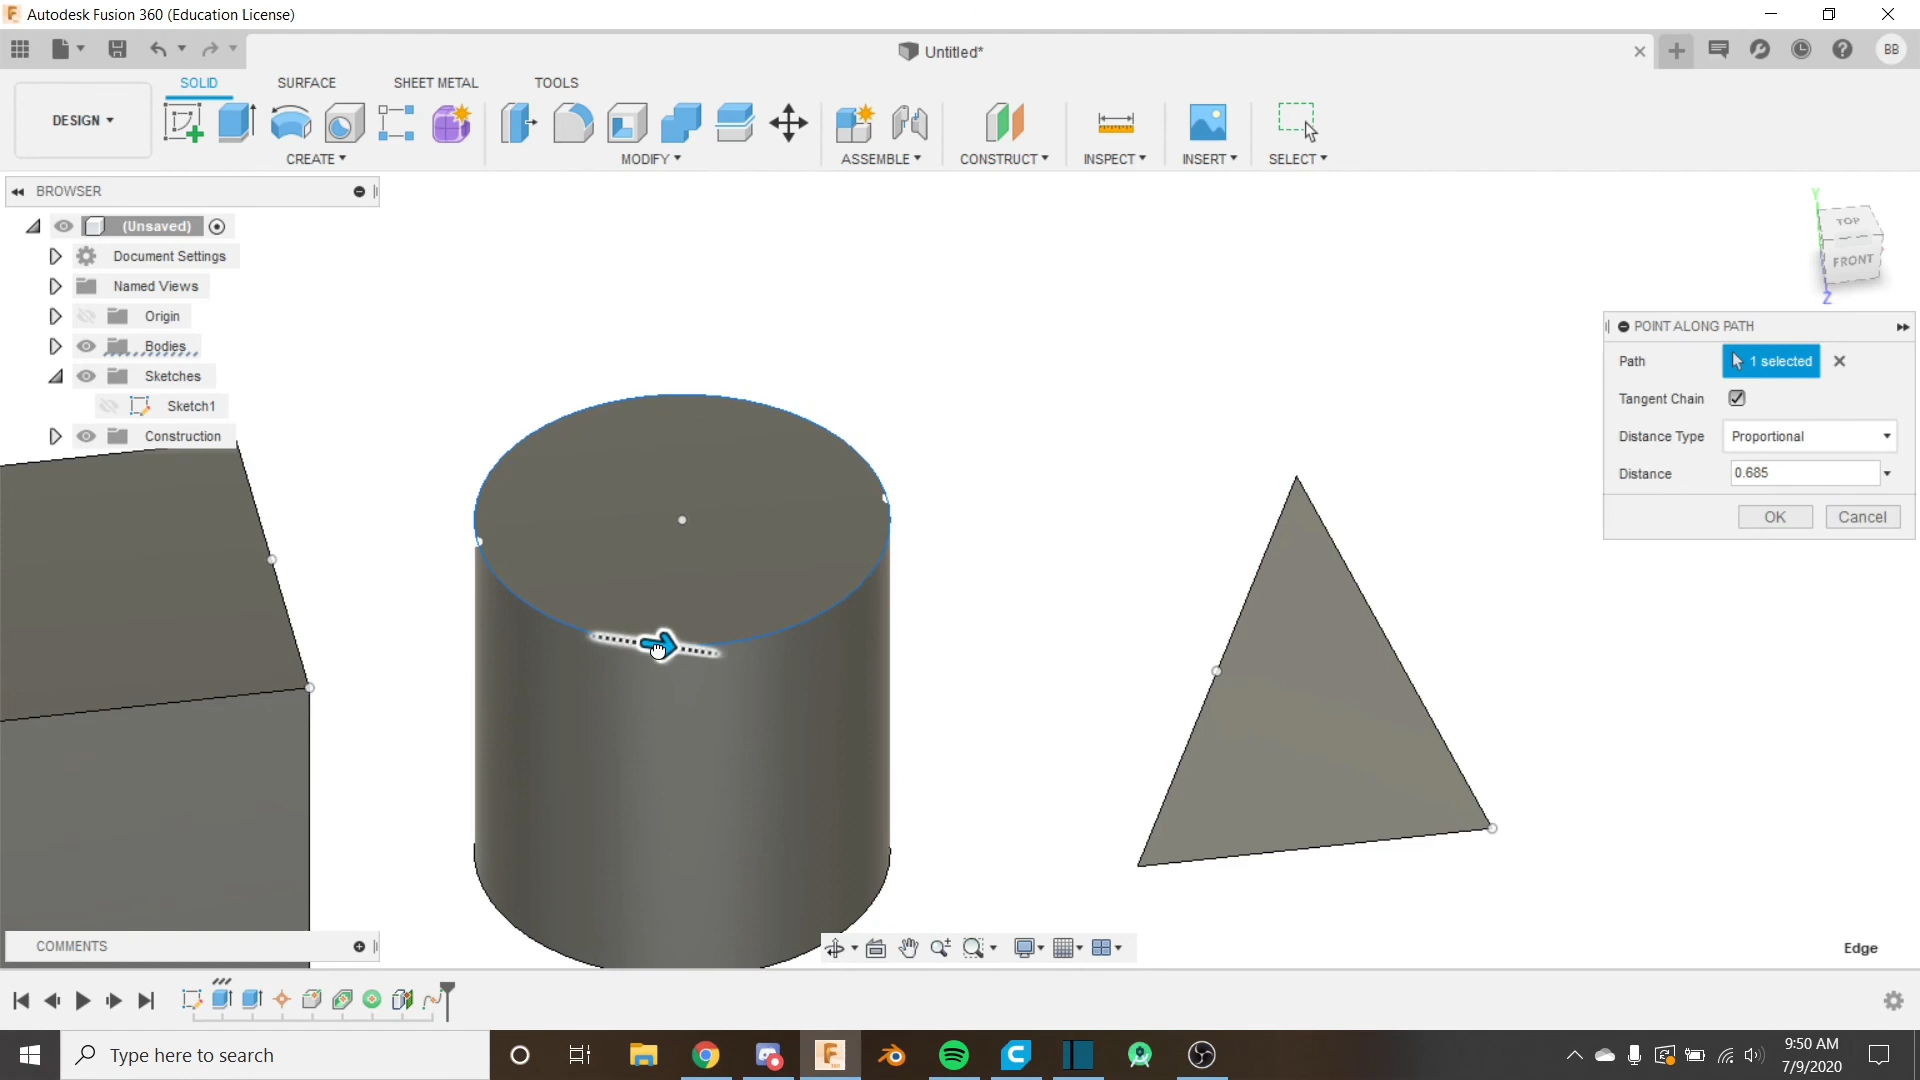 Autodesk Fusion 360 (Education License)
Untitled*
BB
SOLID
SURFACE
SHEET METAL
TOOLS
DESIGN
CREATE
MODIFY
ASSEMBLE
CONSTRUCT
INSPECT
INSERT
SELECT
BROWSER
(Unsaved)
Document Settings
Named Views
Origin
Bodies
Sketches
Sketch1
Construction
Y
TOP
FRONT
Z
POINT ALONG PATH
Path 1 selected
Tangent Chain
Distance Type Proportional
Distance 0.685
OK Cancel
COMMENTS
Edge
Type here to search
9:50 AM
7/9/2020